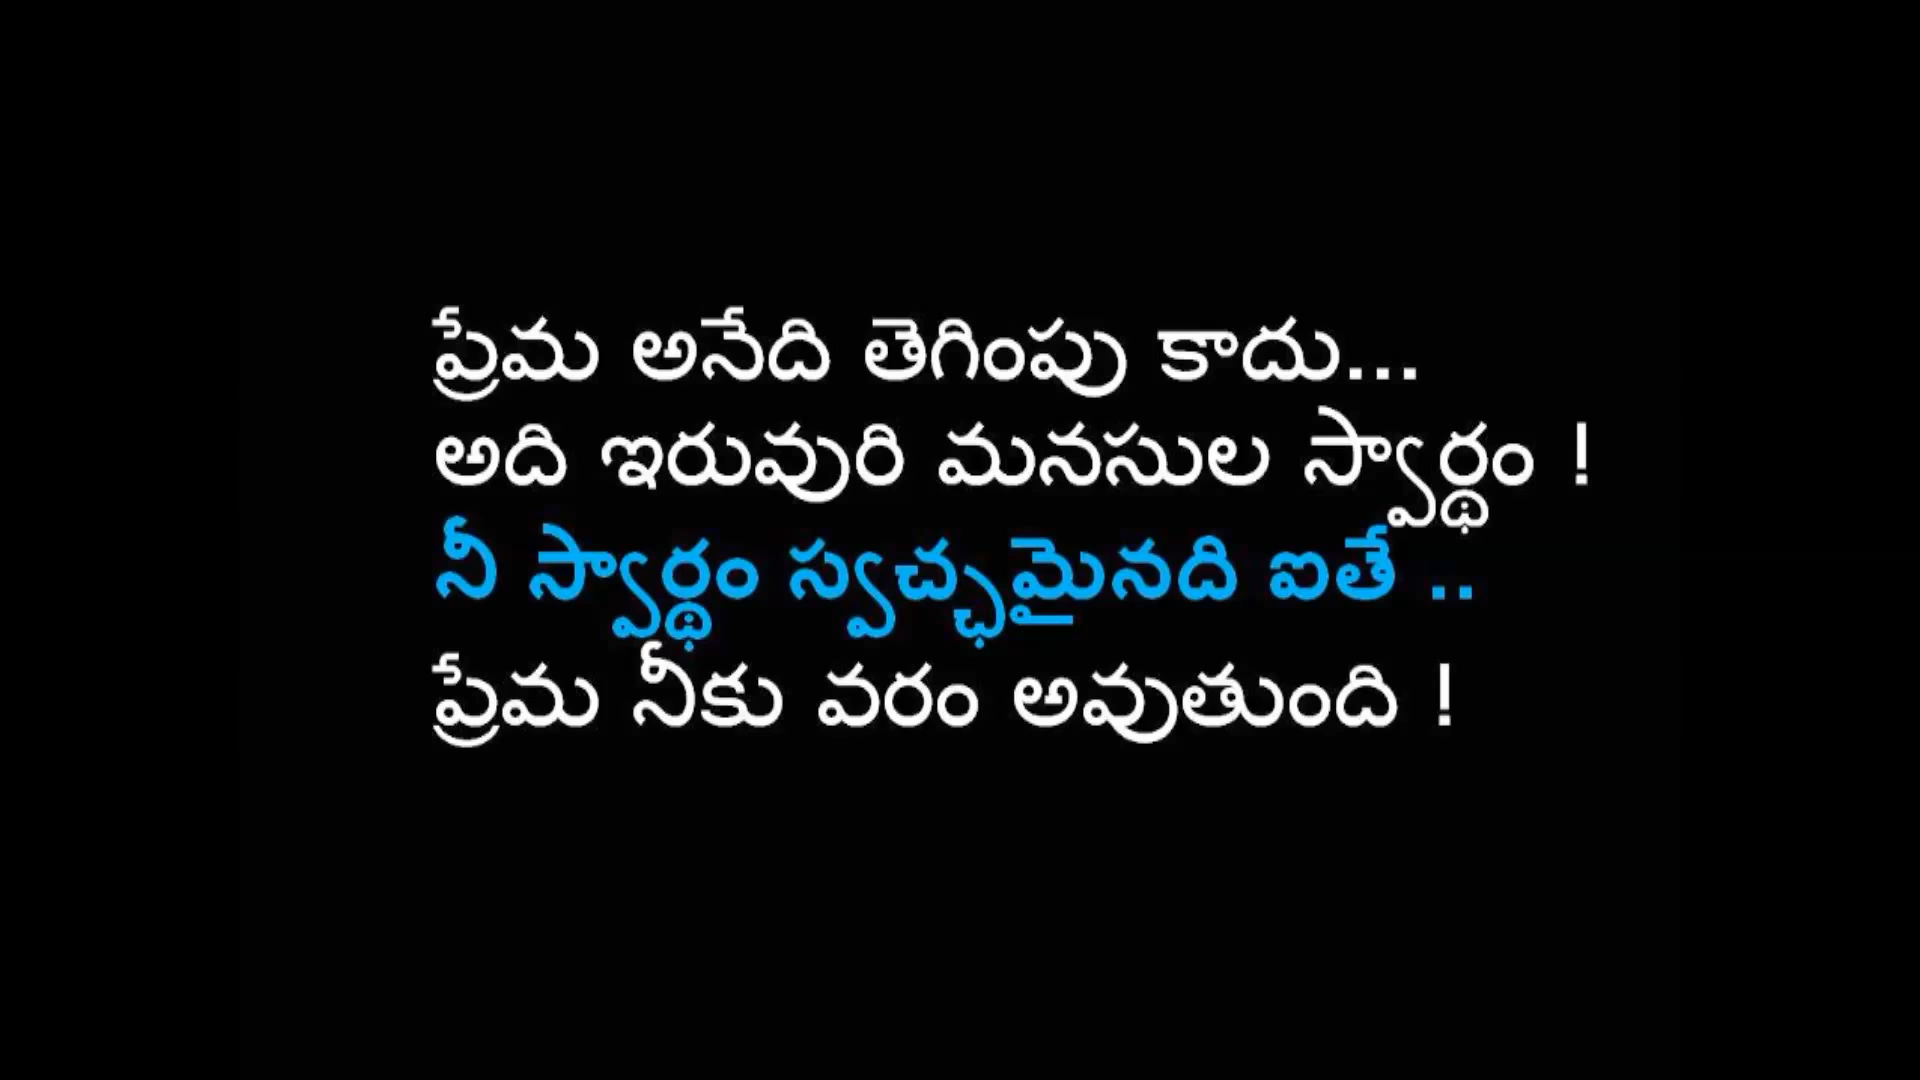 ప్రేమ అనేది తెగింపు కాదు...
అది ఇరువురి మనసుల స్వార్థం !
నీ స్వార్థం స్వచ్ఛమైనది ఐతే ..
ప్రేమ నీకు వరం అవుతుంది !